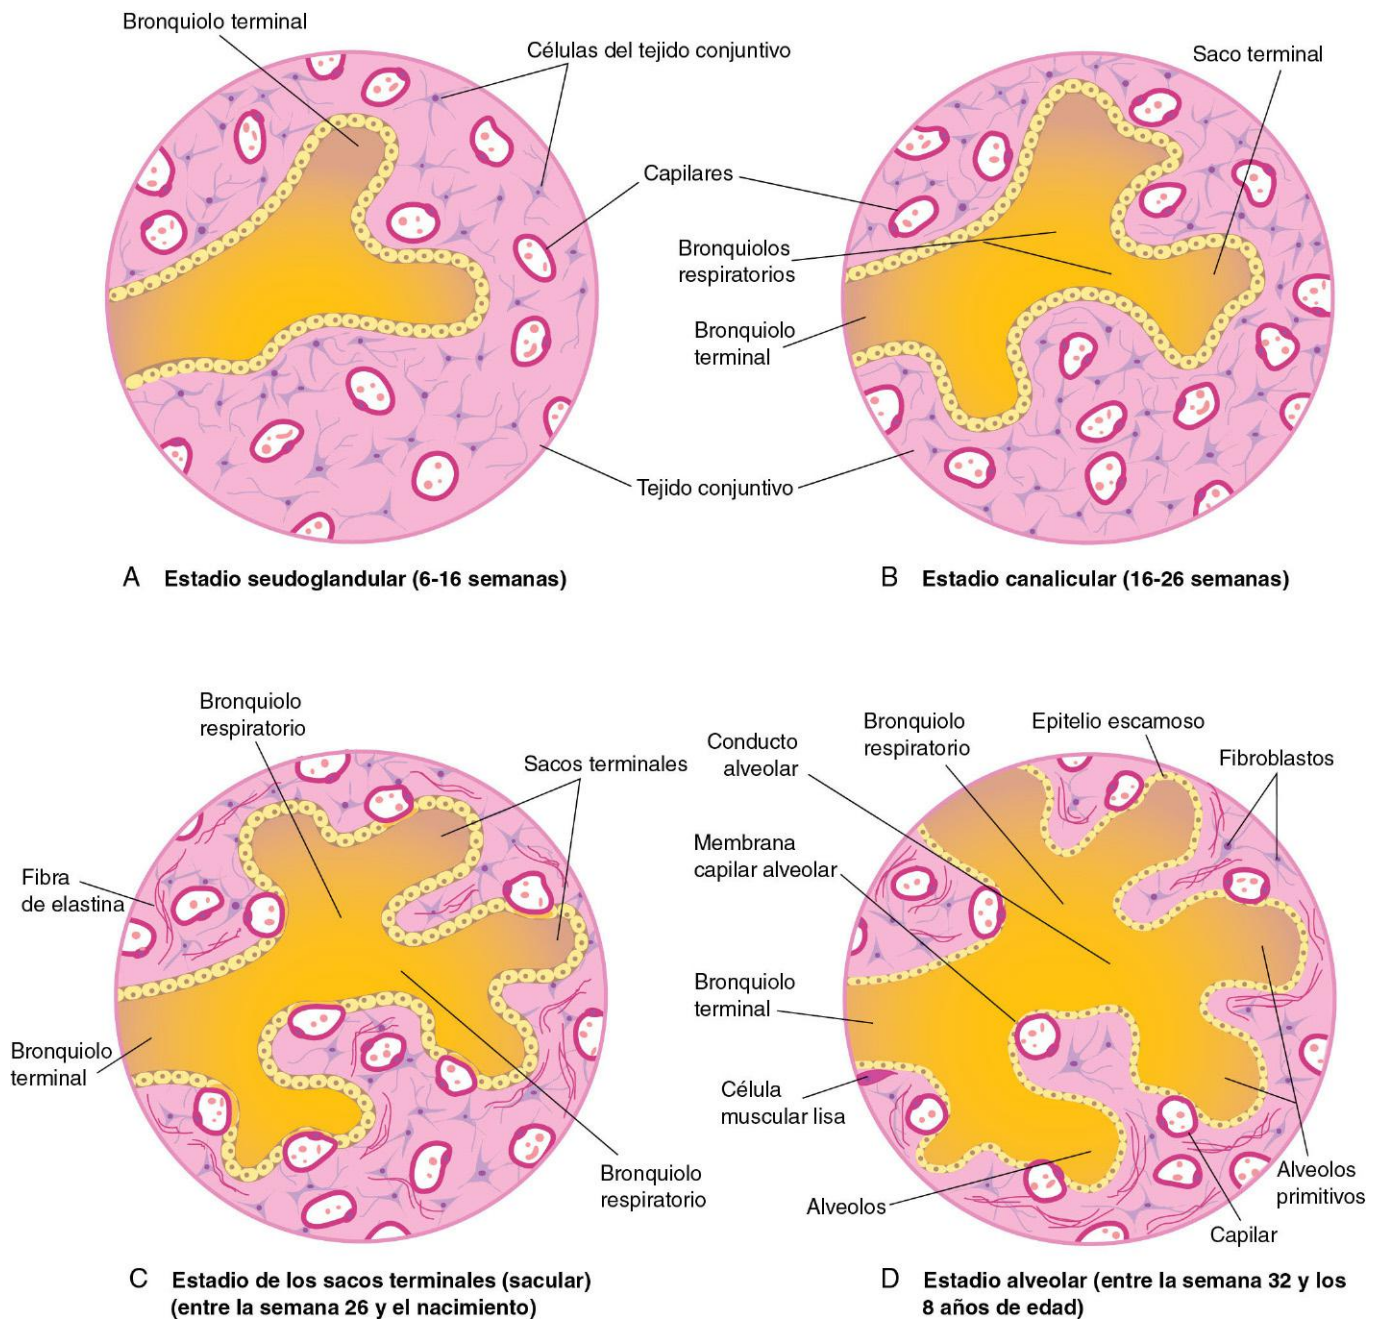 Bronquiolo terminal
Células del tejido conjuntivo
Saco terminal
Capilares
Bronquiolos
respiratorios
Bronquiolo
terminal
Tejido conjuntivo
A Estadio seudoglandular (6-16 semanas)
B Estadio canalicular (16-26 semanas)
Bronquiolo
respiratorio
Sacos terminales
Fibra
de elastina
Bronquiolo
terminal
Bronquiolo
respiratorio
C Estadio de los sacos terminales (sacular)
(entre la semana 26 y el nacimiento)
Conducto
alveolar
Bronquiolo
respiratorio
Epitelio escamoso
Fibroblastos
Membrana
capilar alveolar
Bronquiolo
terminal
Célula
muscular lisa
Alveolos
Capilar
Alveolos
primitivos
D Estadio alveolar (entre la semana 32 y los
8 años de edad)